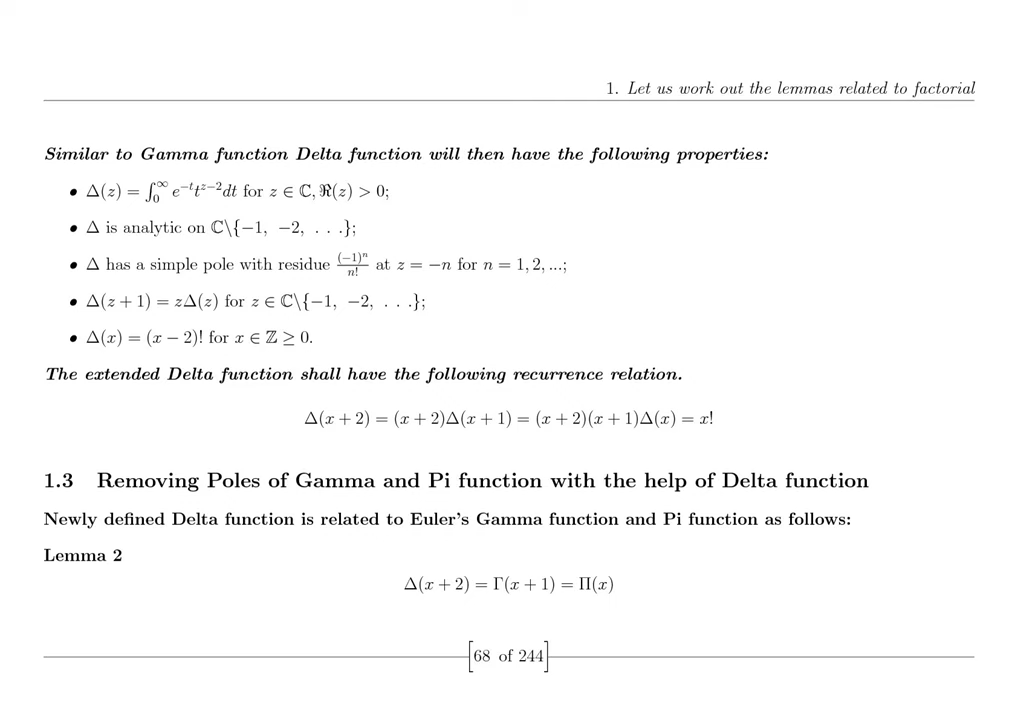 1. Let us work out the lemmas related to factorial
Similar to Gamma function Delta function will then have the following properties:
• Δ(z) = ∫₀^∞ e^{−t}t^{z−2}dt for z ∈ ℂ, ℜ(z) > 0;
• Δ is analytic on ℂ\{−1, −2, . . .};
• Δ has a simple pole with residue (−1)ⁿ/n! at z = −n for n = 1, 2, ...;
• Δ(z + 1) = zΔ(z) for z ∈ ℂ\{−1, −2, . . .};
• Δ(x) = (x − 2)! for x ∈ ℤ ≥ 0.
The extended Delta function shall have the following recurrence relation.
Δ(x + 2) = (x + 2)Δ(x + 1) = (x + 2)(x + 1)Δ(x) = x!
1.3 Removing Poles of Gamma and Pi function with the help of Delta function
Newly defined Delta function is related to Euler's Gamma function and Pi function as follows:
Lemma 2
Δ(x + 2) = Γ(x + 1) = Π(x)
[68 of 244]